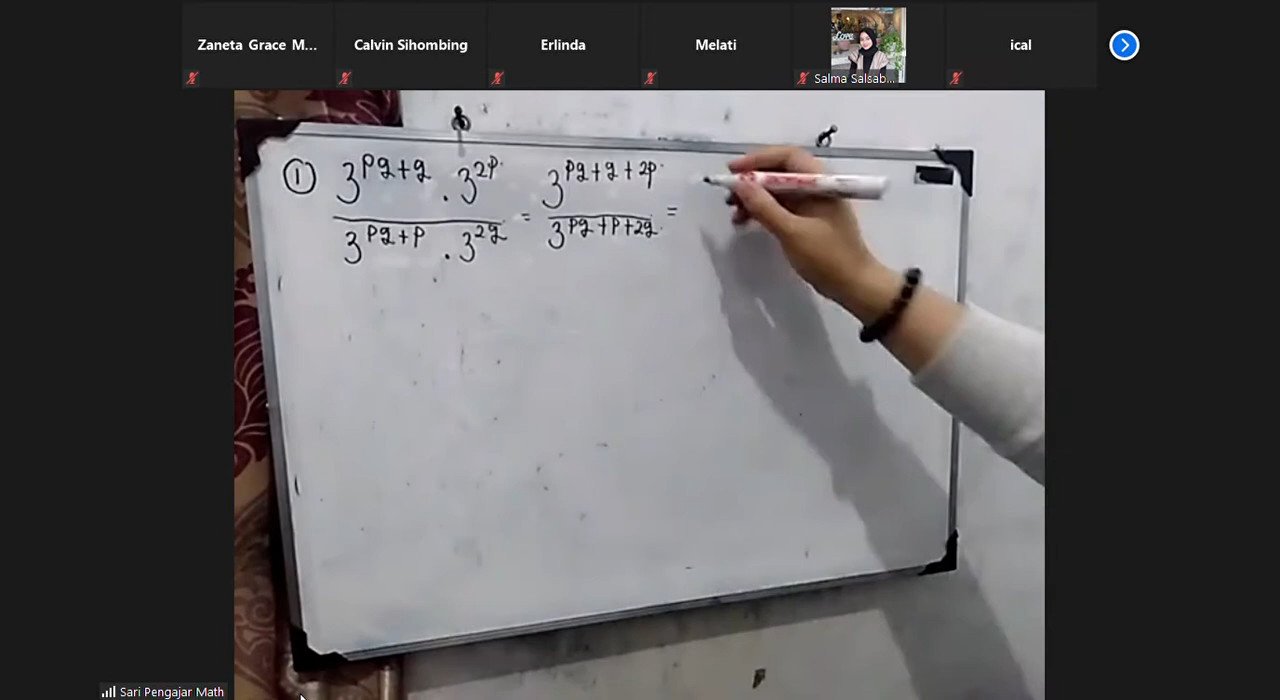 Zaneta Grace M...
Calvin Sihombing
Erlinda
Melati
Salma Salsab...
ical
① 3^{pq+q} . 3^{2p} / 3^{pq+p} . 3^{2q} = 3^{pq+q+2p} / 3^{pq+p+2q} =
Sari Pengajar Math